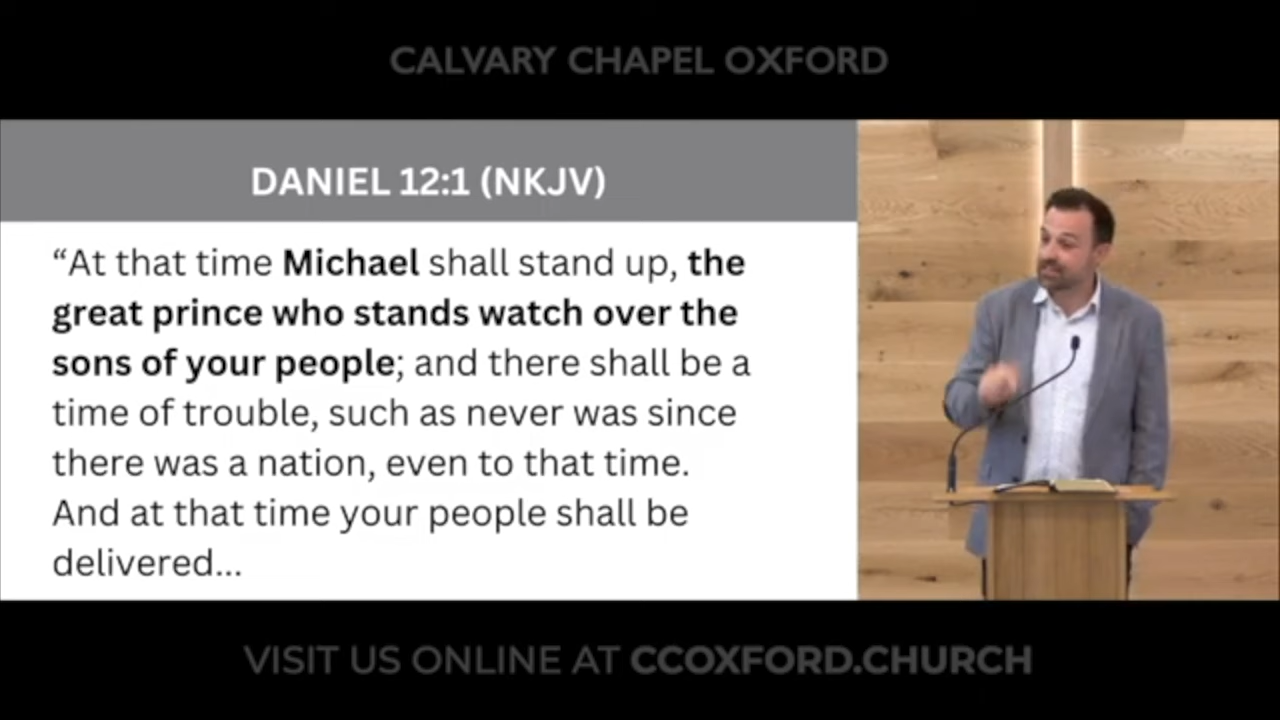 CALVARY CHAPEL OXFORD
DANIEL 12:1 (NKJV)
“At that time Michael shall stand up, the
great prince who stands watch over the
sons of your people; and there shall be a
time of trouble, such as never was since
there was a nation, even to that time.
And at that time your people shall be
delivered...
VISIT US ONLINE AT CCOXFORD.CHURCH